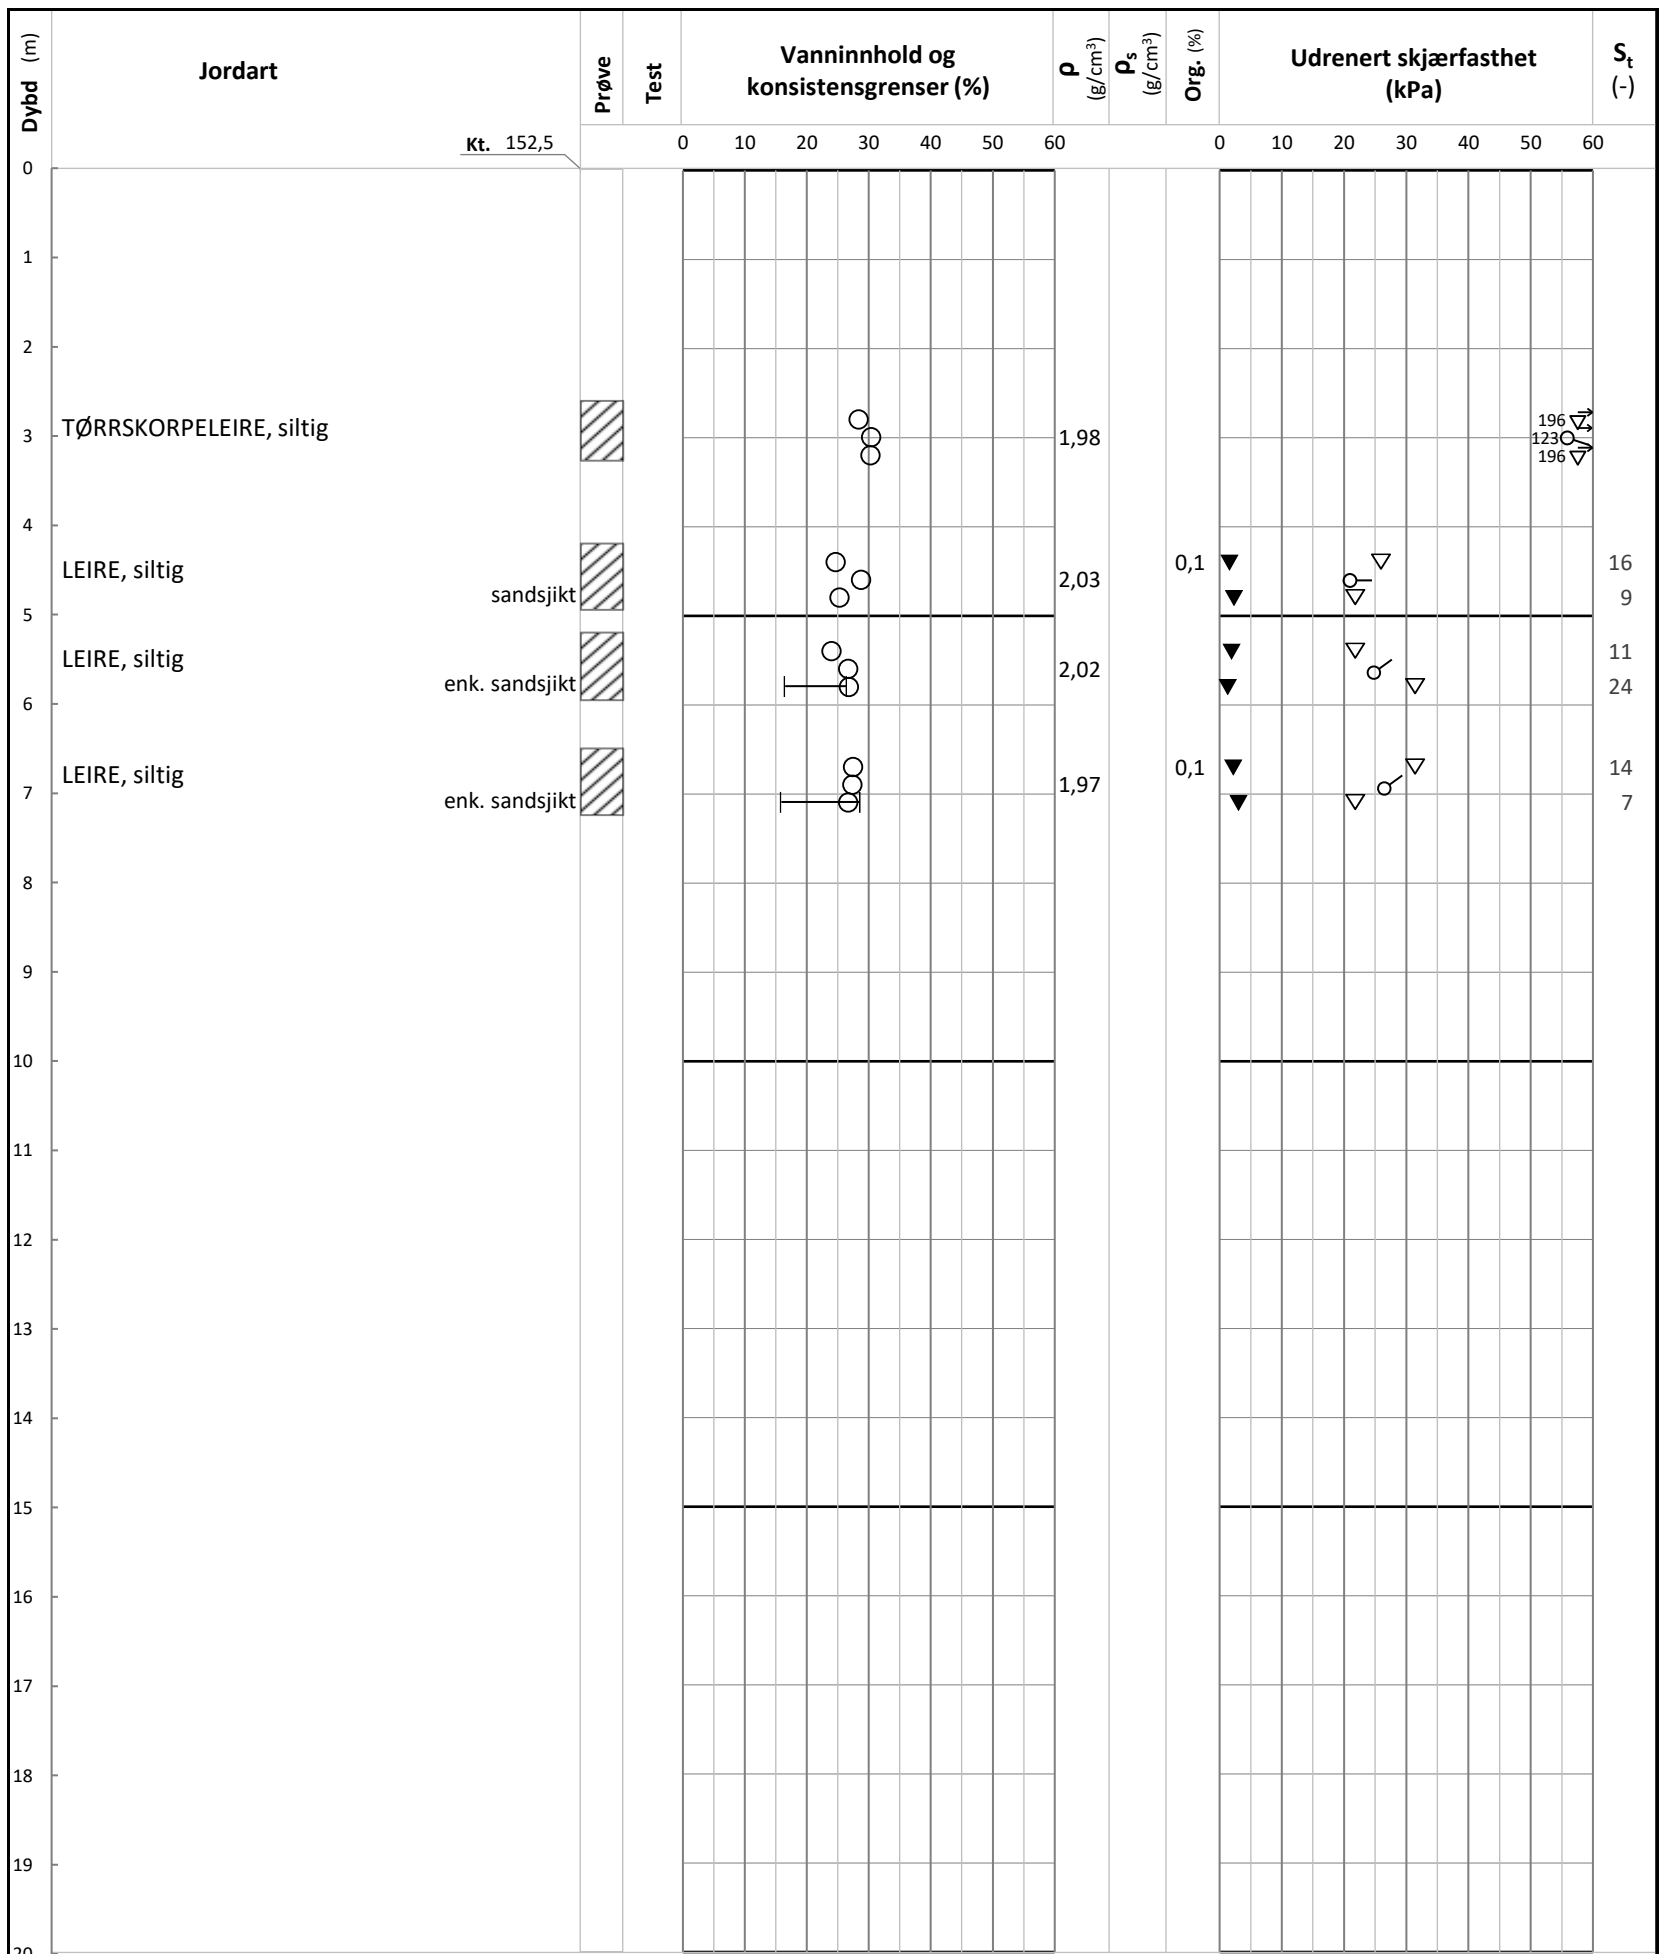 Dybd (m)
Jordart
Prøve
Test
Vanninnhold og
konsistensgrenser (%)
ρ (g/cm³)
ρs (g/cm³)
Org. (%)
Udrenert skjærfasthet
(kPa)
St
(-)
Kt. 152,5
0 10 20 30 40 50 60
0 10 20 30 40 50 60
0
1
2
TØRRSKORPELEIRE, siltig
3
1,98
196
123
196
4
LEIRE, siltig
0,1
16
2,03
sandsjikt
9
5
LEIRE, siltig
11
2,02
enk. sandsjikt
24
6
LEIRE, siltig
0,1
14
1,97
7
enk. sandsjikt
7
8
9
10
11
12
13
14
15
16
17
18
19
20